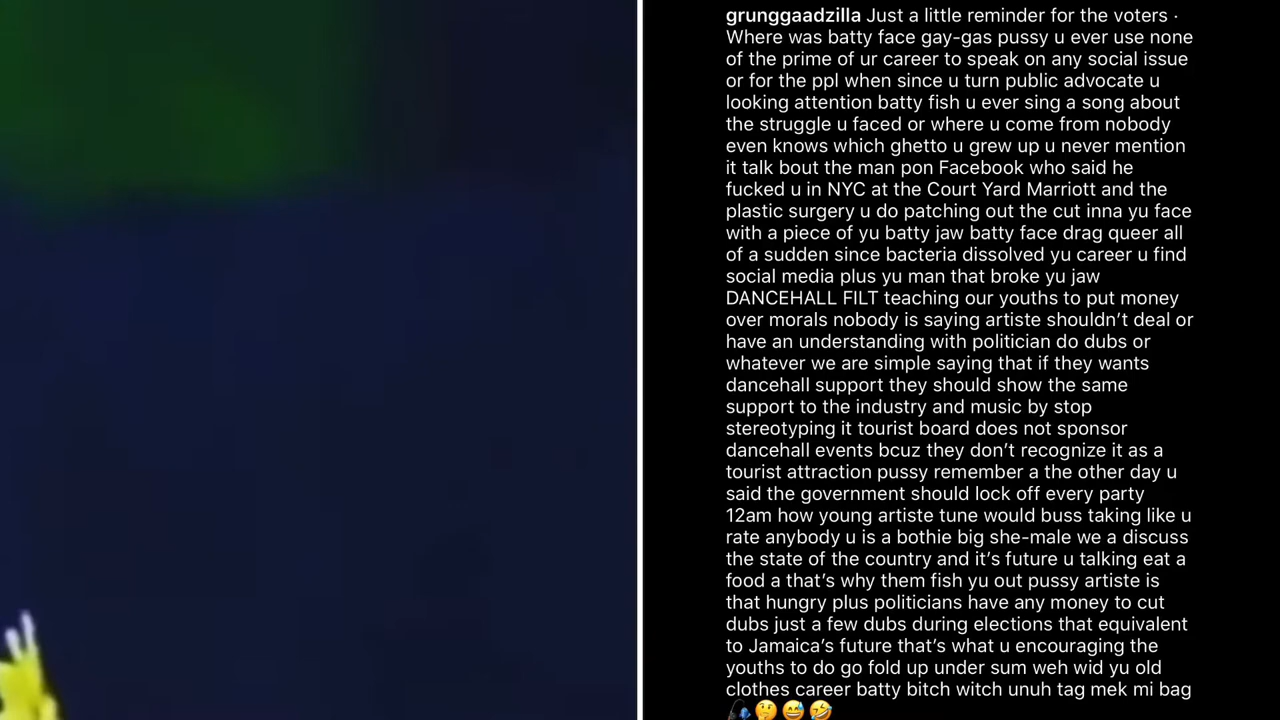 grunggaadzilla Just a little reminder for the voters ·
Where was batty face gay-gas pussy u ever use none
of the prime of ur career to speak on any social issue
or for the ppl when since u turn public advocate u
looking attention batty fish u ever sing a song about
the struggle u faced or where u come from nobody
even knows which ghetto u grew up u never mention
it talk bout the man pon Facebook who said he
fucked u in NYC at the Court Yard Marriott and the
plastic surgery u do patching out the cut inna yu face
with a piece of yu batty jaw batty face drag queer all
of a sudden since bacteria dissolved yu career u find
social media plus yu man that broke yu jaw
DANCEHALL FILT teaching our youths to put money
over morals nobody is saying artiste shouldn’t deal or
have an understanding with politician do dubs or
whatever we are simple saying that if they wants
dancehall support they should show the same
support to the industry and music by stop
stereotyping it tourist board does not sponsor
dancehall events bcuz they don’t recognize it as a
tourist attraction pussy remember a the other day u
said the government should lock off every party
12am how young artiste tune would buss taking like u
rate anybody u is a bothie big she-male we a discuss
the state of the country and it’s future u talking eat a
food a that’s why them fish yu out pussy artiste is
that hungry plus politicians have any money to cut
dubs just a few dubs during elections that equivalent
to Jamaica’s future that’s what u encouraging the
youths to do go fold up under sum weh wid yu old
clothes career batty bitch witch unuh tag mek mi bag
🤔😅🤣